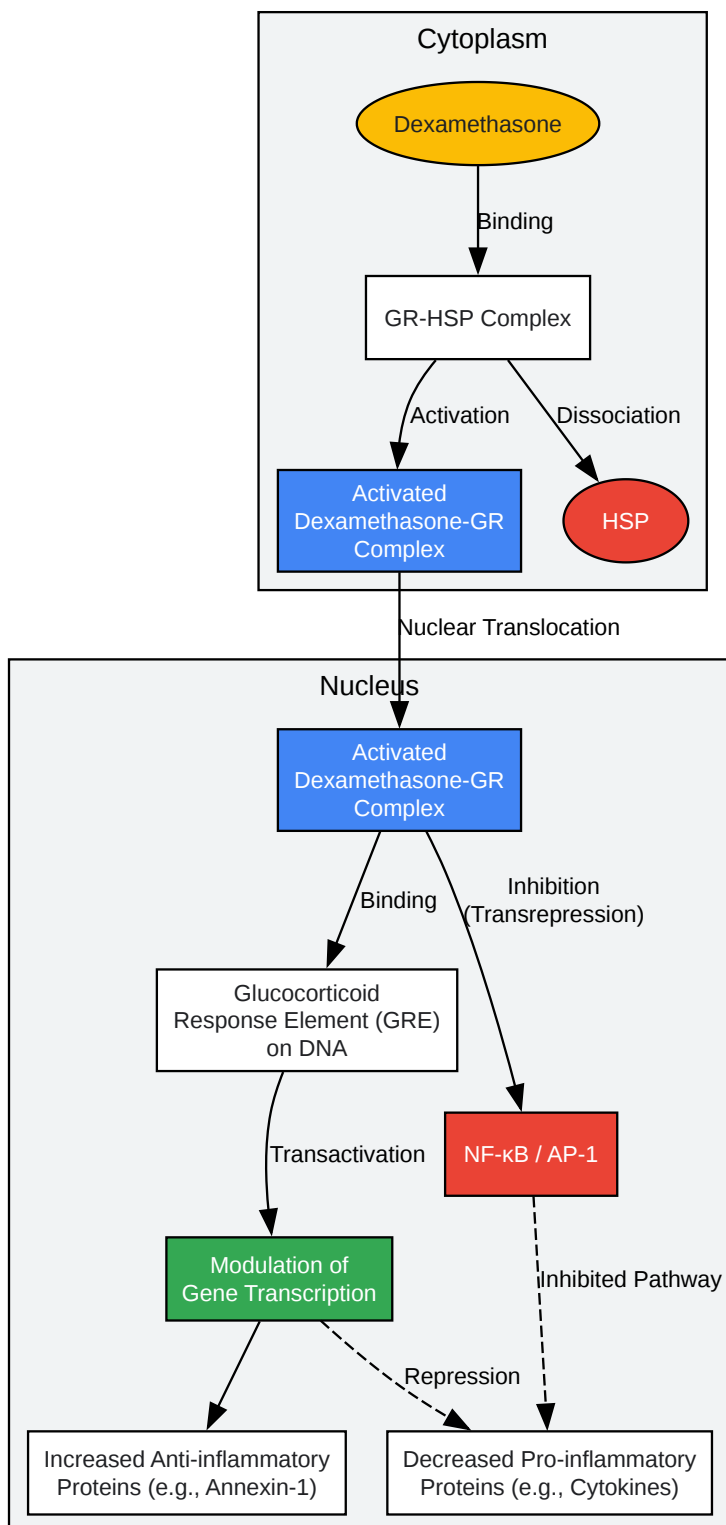 Cytoplasm
Dexamethasone
Binding
GR-HSP Complex
Activation
Dissociation
Activated
Dexamethasone-GR
Complex
HSP
Nuclear Translocation
Nucleus
Activated
Dexamethasone-GR
Complex
Binding
Inhibition
(Transrepression)
Glucocorticoid
Response Element (GRE)
on DNA
Transactivation
NF-κB / AP-1
Modulation of
Gene Transcription
Inhibited Pathway
Repression
Increased Anti-inflammatory
Proteins (e.g., Annexin-1)
Decreased Pro-inflammatory
Proteins (e.g., Cytokines)